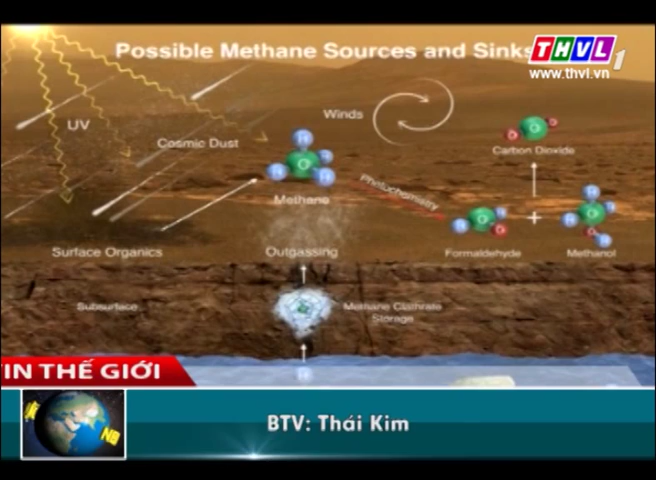 Possible Methane Sources and Sinks
THVL1
www.thvl.vn
UV
Winds
Cosmic Dust
Carbon Dioxide
Methane
Photochemistry
+
Surface Organics
Outgassing
Formaldehyde
Methanol
Subsurface
Methane Clathrate
Storage
TIN THẾ GIỚI
BTV: Thái Kim